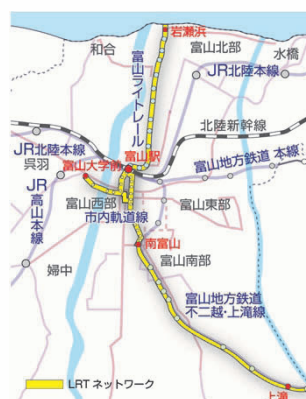 岩瀬浜
和合
富山北部
水橋
富山ライトレール
JR北陸本線
北陸新幹線
JR北陸本線
呉羽
富山大学前
富山駅
富山地方鉄道 本線
JR高山本線
富山西部
市内軌道線
富山東部
南富山
婦中
富山南部
富山地方鉄道
不二越・上滝線
LRTネットワーク
上滝